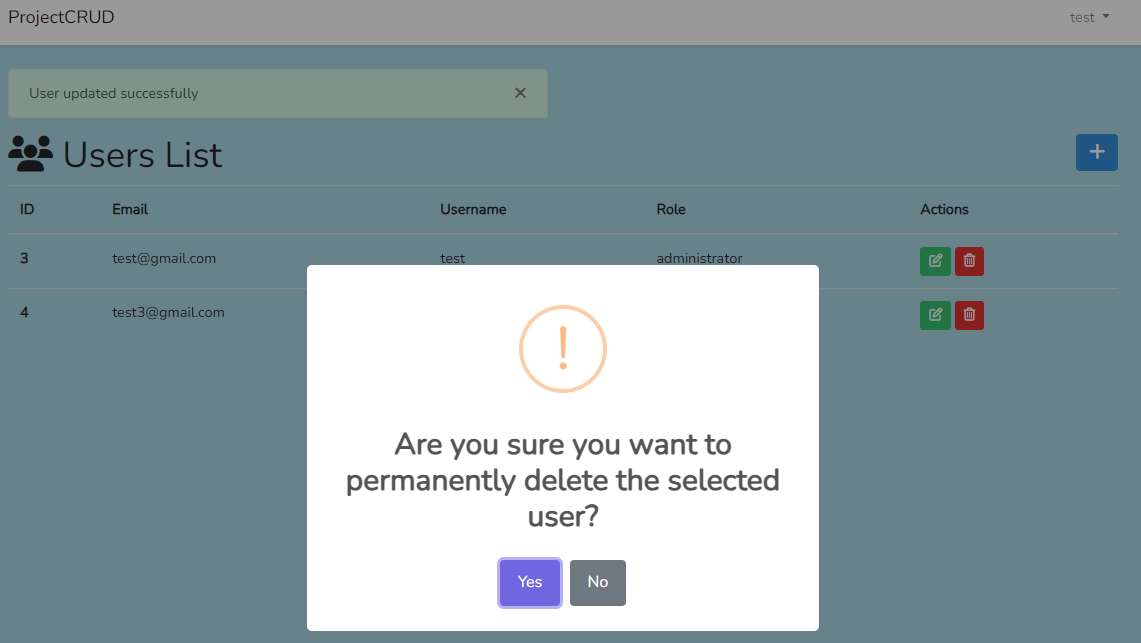 ProjectCRUD
test
User updated successfully
Users List
ID Email Username Role Actions
3 test@gmail.com test administrator
4 test3@gmail.com
Are you sure you want to
permanently delete the selected
user?
Yes No